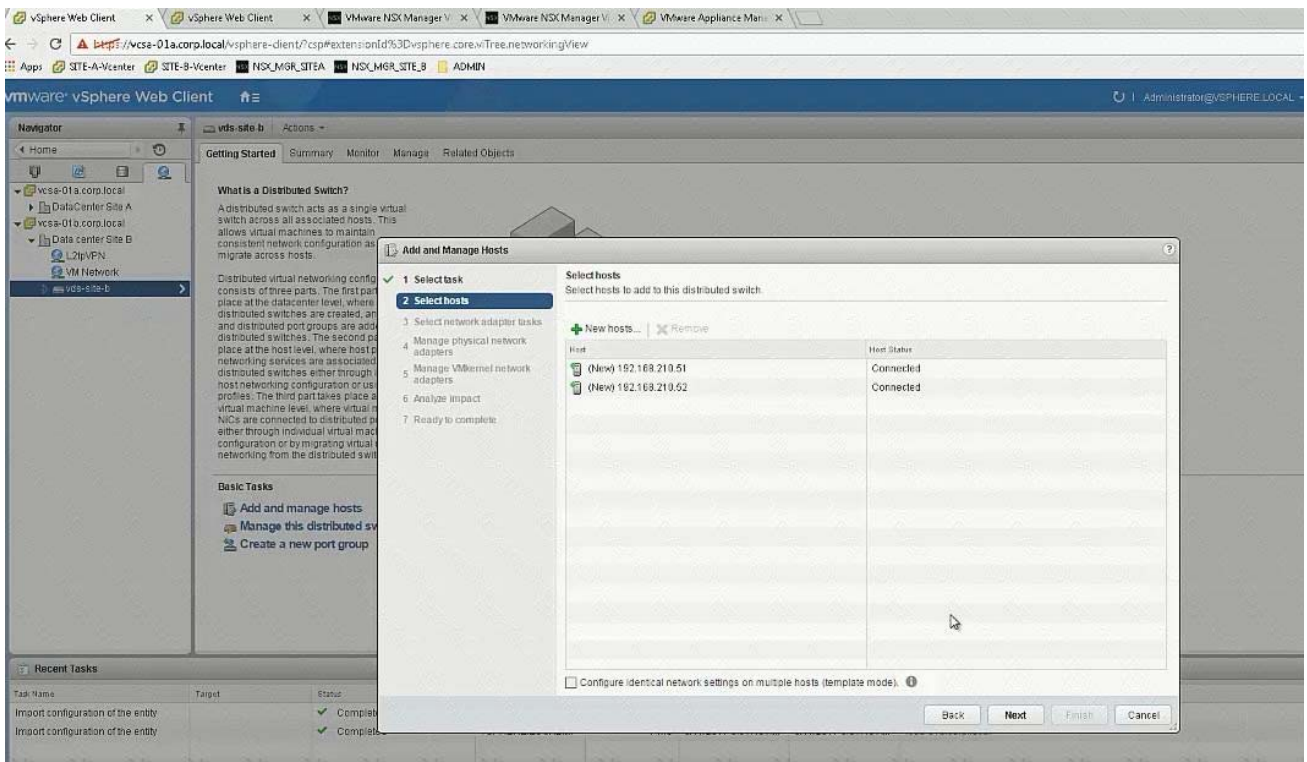 vSphere Web Client
vSphere Web Client
VMware NSX Manager V
VMware NSX Manager Vi
VMware Appliance Man
https://vcsa-01a.corp.local/vsphere-client/?csp#extensionId%3Dvsphere.core.viTree.networkingView
Apps SITE-A-Vcenter SITE-B-Vcenter NSX_MGR_SITEA NSX_MGR_SITE_B ADMIN
vmware vSphere Web Client
Administrator@VSPHERE.LOCAL
Navigator
Home
vcsa-01a.corp.local
DataCenter Site A
vcsa-01b.corp.local
Data center Site B
L2tpVPN
VM Network
vds-site-b
vds-site-b Actions
Getting Started Summary Monitor Manage Related Objects
What is a Distributed Switch?
A distributed switch acts as a single virtual
switch across all associated hosts. This
allows virtual machines to maintain
consistent network configuration as
migrate across hosts.
Distributed virtual networking config
consists of three parts. The first part
place at the datacenter level, where
distributed switches are created, an
and distributed port groups are adde
distributed switches. The second pa
place at the host level, where host p
networking services are associated
distributed switches either through i
host networking configuration or usi
profiles. The third part takes place a
virtual machine level, where virtual m
NICs are connected to distributed p
either through individual virtual mac
configuration or by migrating virtual
networking from the distributed swit
Basic Tasks
Add and manage hosts
Manage this distributed sw
Create a new port group
Add and Manage Hosts
?
1 Select task
2 Select hosts
3 Select network adapter tasks
4 Manage physical network
adapters
5 Manage VMkernel network
adapters
6 Analyze impact
7 Ready to complete
Select hosts
Select hosts to add to this distributed switch.
New hosts... Remove
Host Host Status
(New) 192.168.210.51 Connected
(New) 192.168.210.52 Connected
Configure identical network settings on multiple hosts (template mode).
Back Next Finish Cancel
Recent Tasks
Task Name Target Status
Import configuration of the entity Complet
Import configuration of the entity Completed